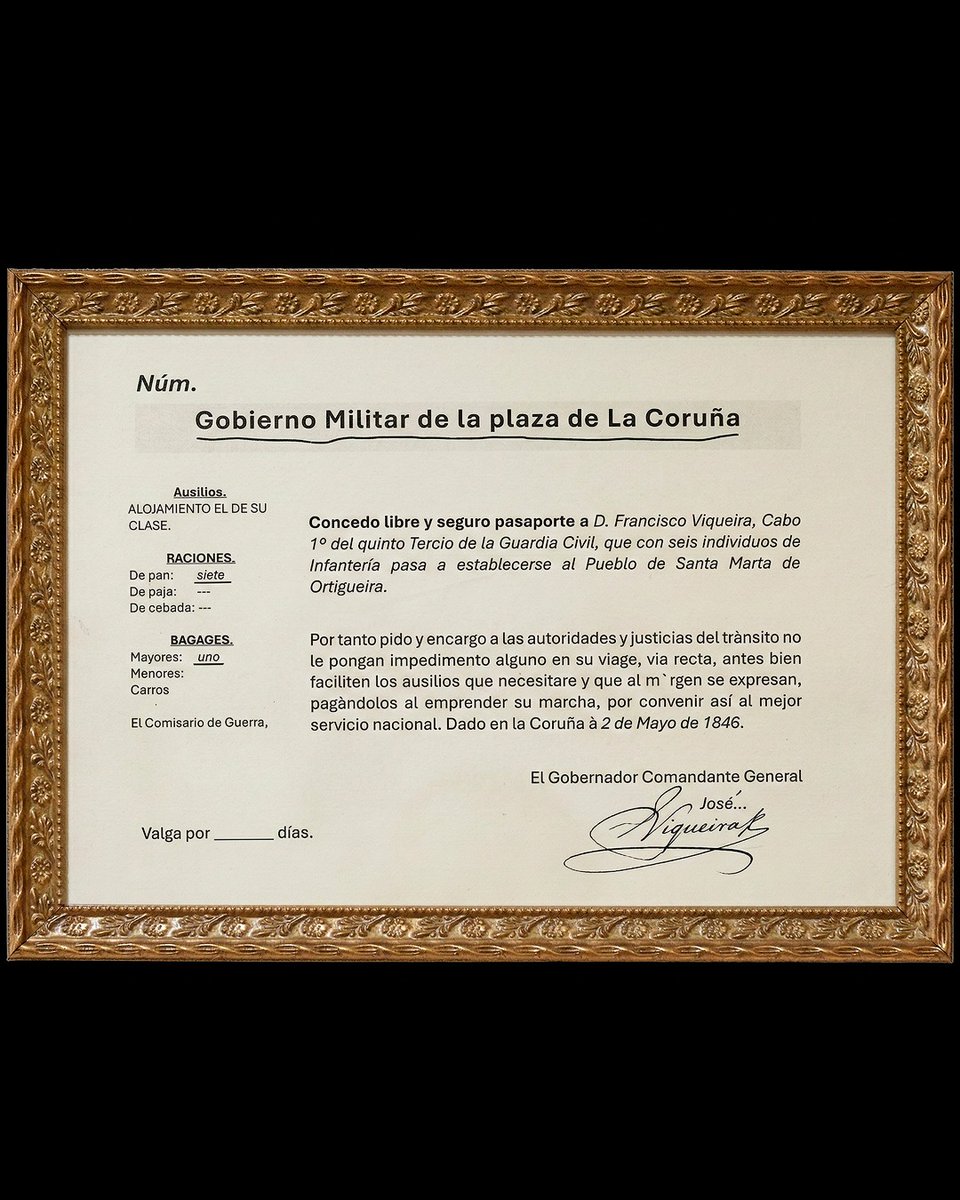 Núm.
Gobierno Militar de la plaza de La Coruña
Ausilios.
ALOJAMIENTO EL DE SU
CLASE.
RACIONES.
De pan: siete
De paja: ---
De cebada: ---
BAGAGES.
Mayores: uno
Menores:
Carros
El Comisario de Guerra,
Concedo libre y seguro pasaporte a D. Francisco Viqueira, Cabo
1º del quinto Tercio de la Guardia Civil, que con seis individuos de
Infantería pasa a establecerse al Pueblo de Santa Marta de
Ortigueira.
Por tanto pido y encargo a las autoridades y justicias del trànsito no
le pongan impedimento alguno en su viage, via recta, antes bien
faciliten los ausilios que necesitare y que al m`rgen se expresan,
pagàndolos al emprender su marcha, por convenir así al mejor
servicio nacional. Dado en la Coruña à 2 de Mayo de 1846.
El Gobernador Comandante General
José...
Viqueira
Valga por _______ días.